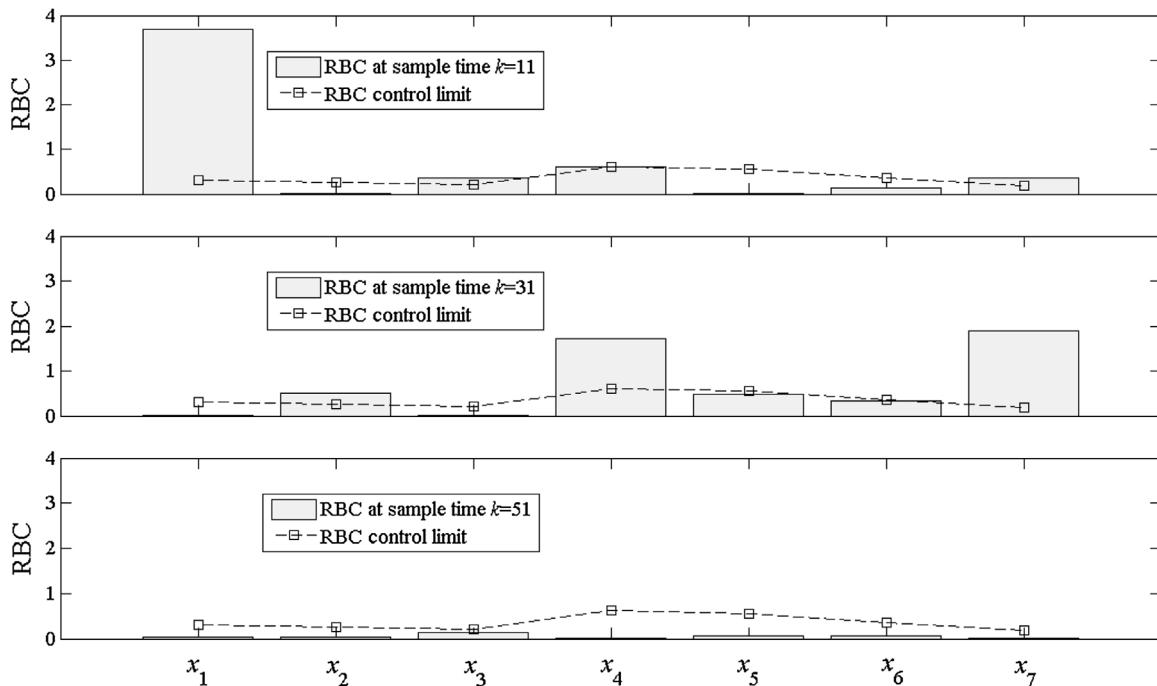 4
3
2
1
0
RBC
RBC at sample time k=11
RBC control limit
4
3
2
1
0
RBC
RBC at sample time k=31
RBC control limit
4
3
2
1
0
RBC
RBC at sample time k=51
RBC control limit
x1 x2 x3 x4 x5 x6 x7